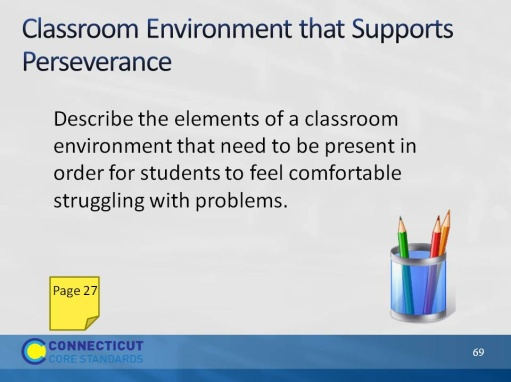 Classroom Environment that Supports
Perseverance
Describe the elements of a classroom
environment that need to be present in
order for students to feel comfortable
struggling with problems.
Page 27
CONNECTICUT
CORE STANDARDS
69